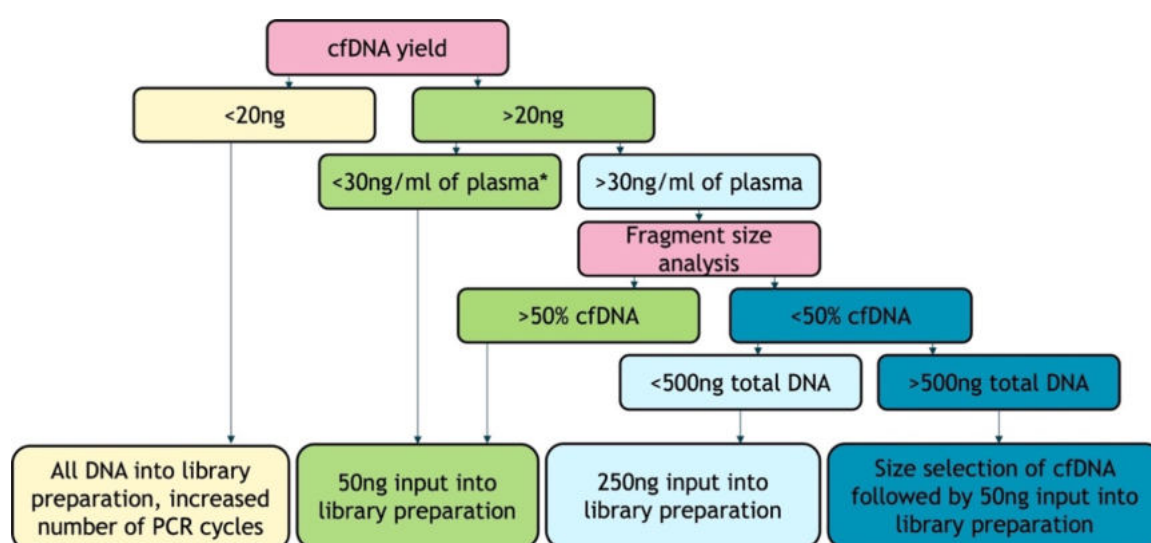 cfDNA yield
<20ng
>20ng
<30ng/ml of plasma*
>30ng/ml of plasma
Fragment size
analysis
>50% cfDNA
<50% cfDNA
<500ng total DNA
>500ng total DNA
All DNA into library
preparation, increased
number of PCR cycles
50ng input into
library preparation
250ng input into
library preparation
Size selection of cfDNA
followed by 50ng input into
library preparation